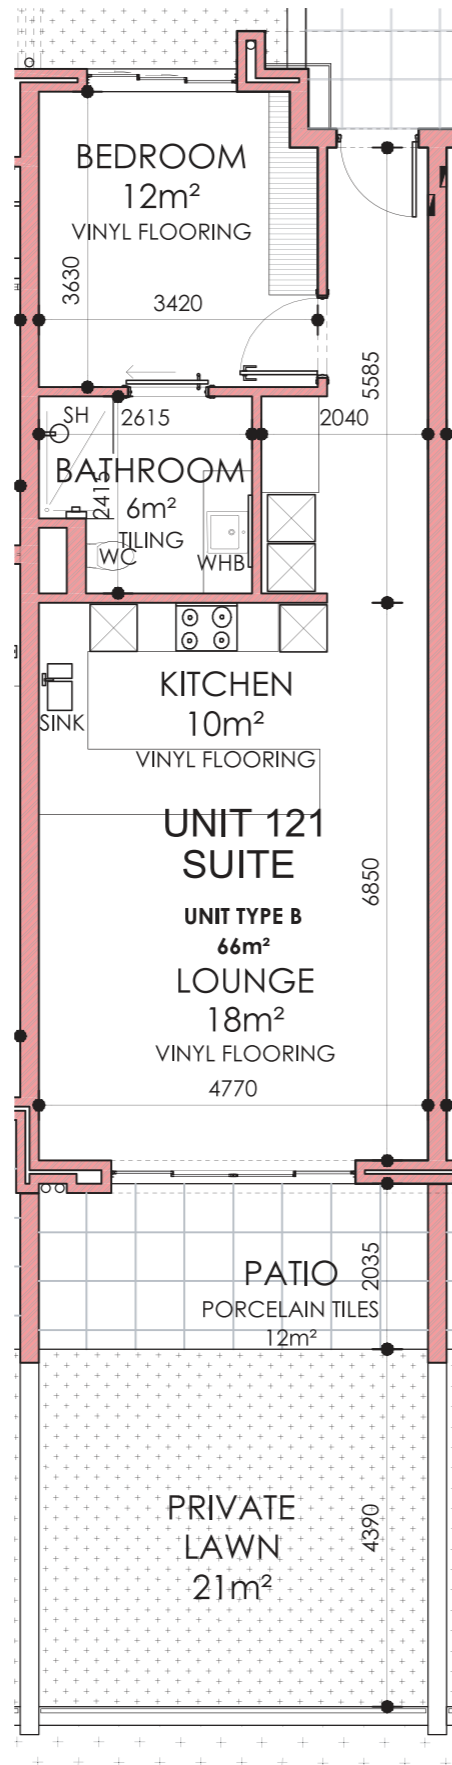 BEDROOM
12m²
VINYL FLOORING
3630
3420
5585
SH
2615
2040
BATHROOM
2415
6m²
TILING
WC
WHB
KITCHEN
10m²
SINK
VINYL FLOORING
UNIT 121
SUITE
6850
UNIT TYPE B
66m²
LOUNGE
18m²
VINYL FLOORING
4770
PATIO
2035
PORCELAIN TILES
12m²
PRIVATE
LAWN
4390
21m²